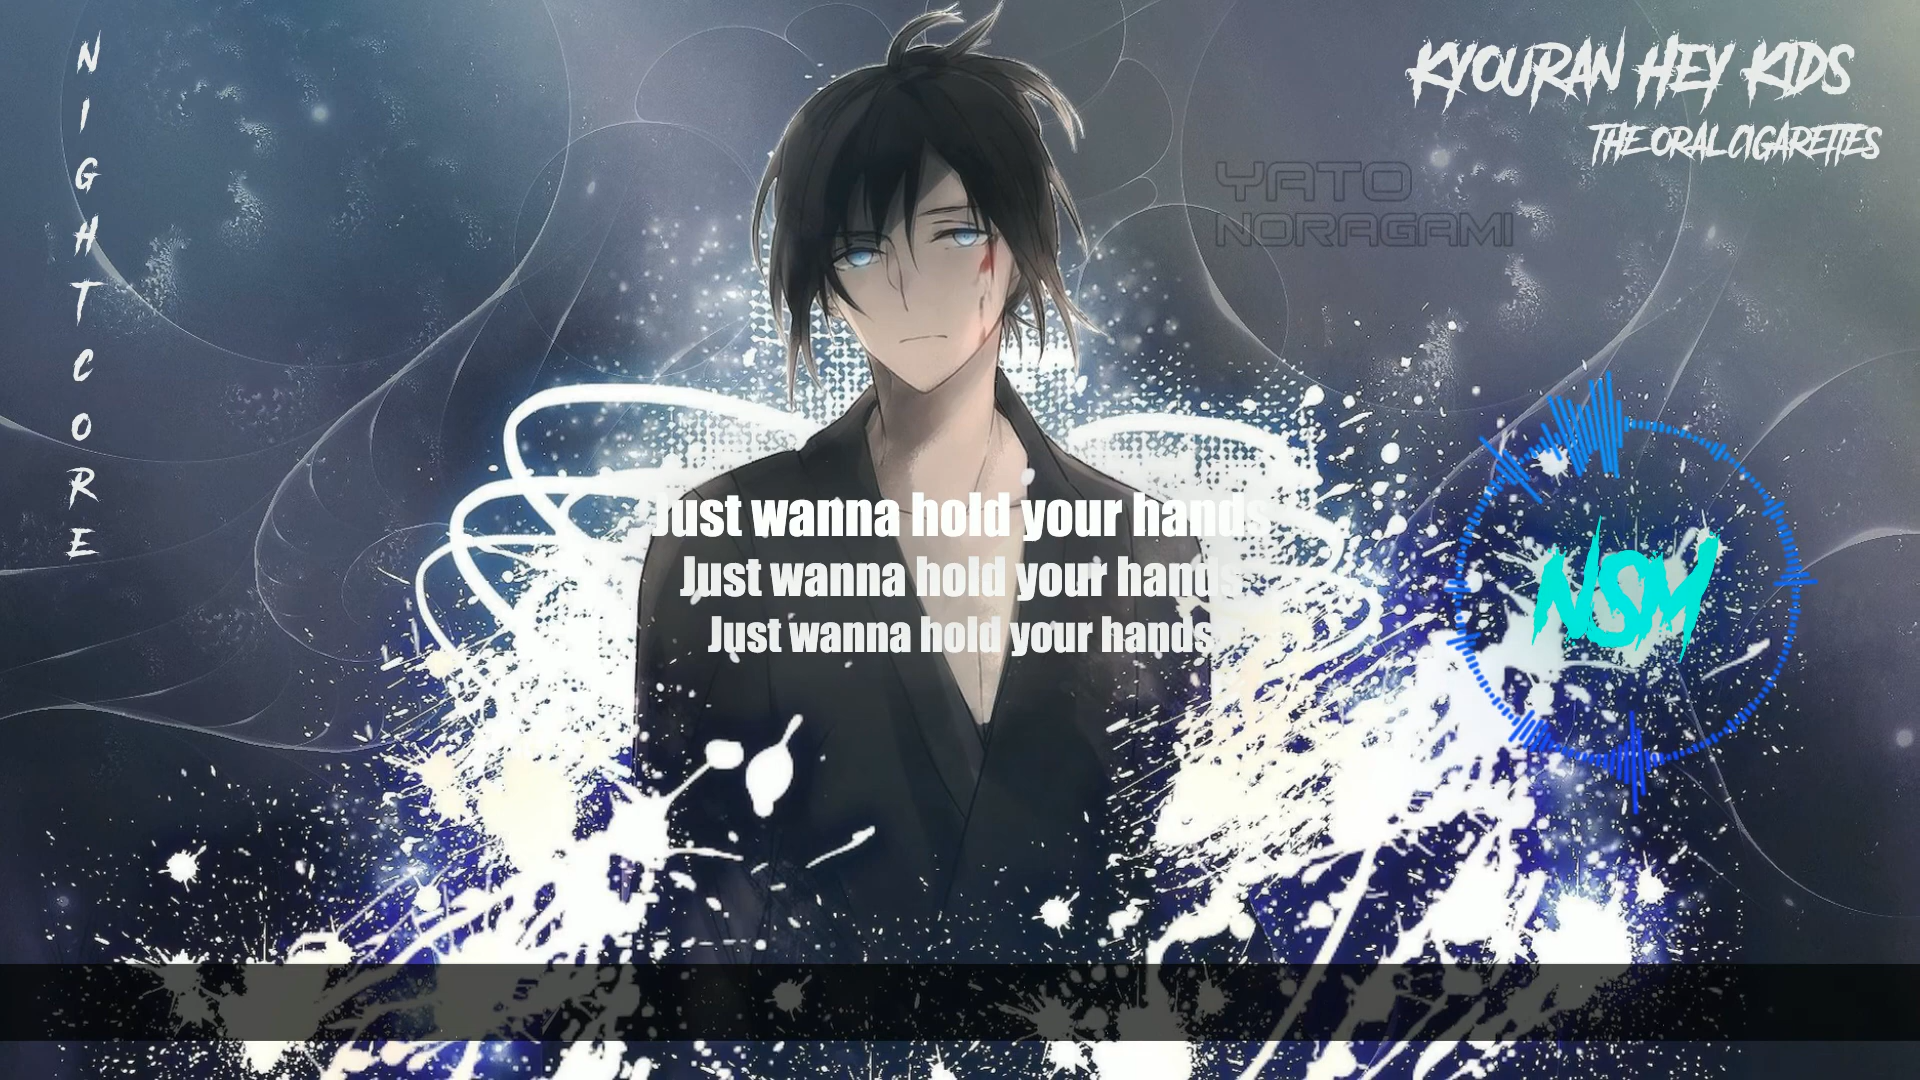 NIGHTCORE
KYOURAN HEY KIDS
THE ORAL CIGARETTES
YATO
NORAGAMI
Just wanna hold your hands
Just wanna hold your hands
Just wanna hold your hands
NSM